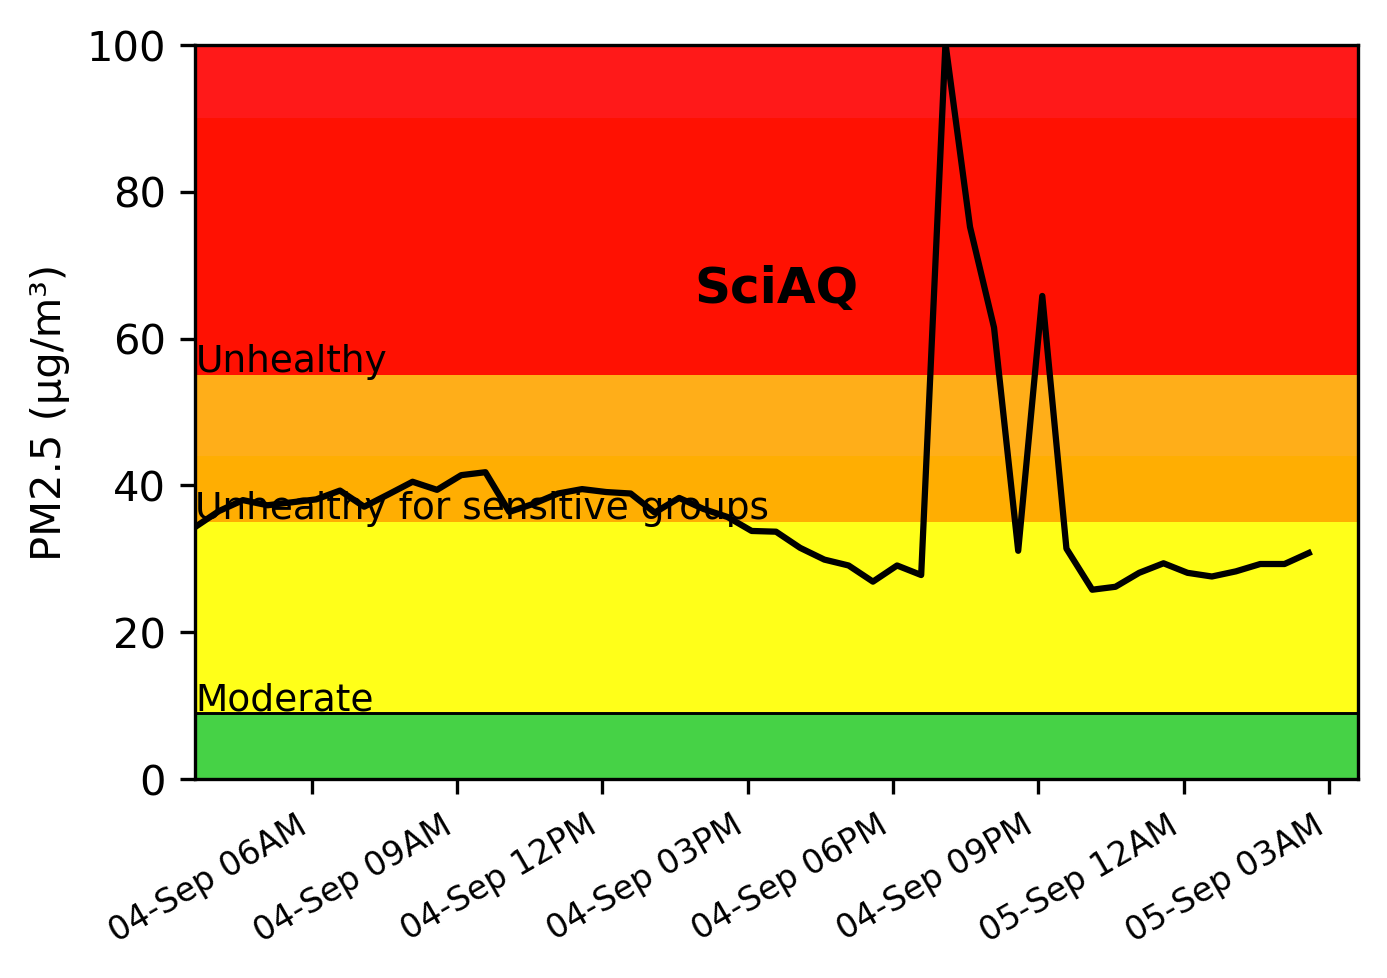 100
80
60
40
20
0
PM2.5 (µg/m³)
SciAQ
Unhealthy
Unhealthy for sensitive groups
Moderate
04-Sep 06AM
04-Sep 09AM
04-Sep 12PM
04-Sep 03PM
04-Sep 06PM
04-Sep 09PM
05-Sep 12AM
05-Sep 03AM